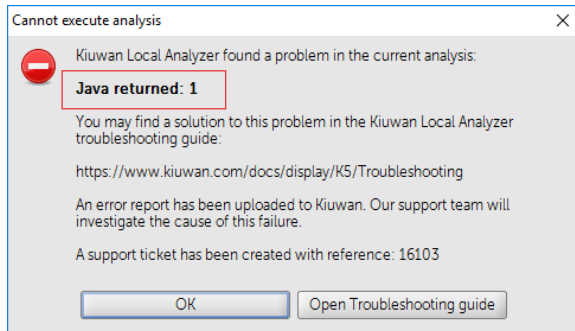 Cannot execute analysis
Kiuwan Local Analyzer found a problem in the current analysis:
Java returned: 1
You may find a solution to this problem in the Kiuwan Local Analyzer
troubleshooting guide:
https://www.kiuwan.com/docs/display/K5/Troubleshooting
An error report has been uploaded to Kiuwan. Our support team will
investigate the cause of this failure.
A support ticket has been created with reference: 16103
OK
Open Troubleshooting guide